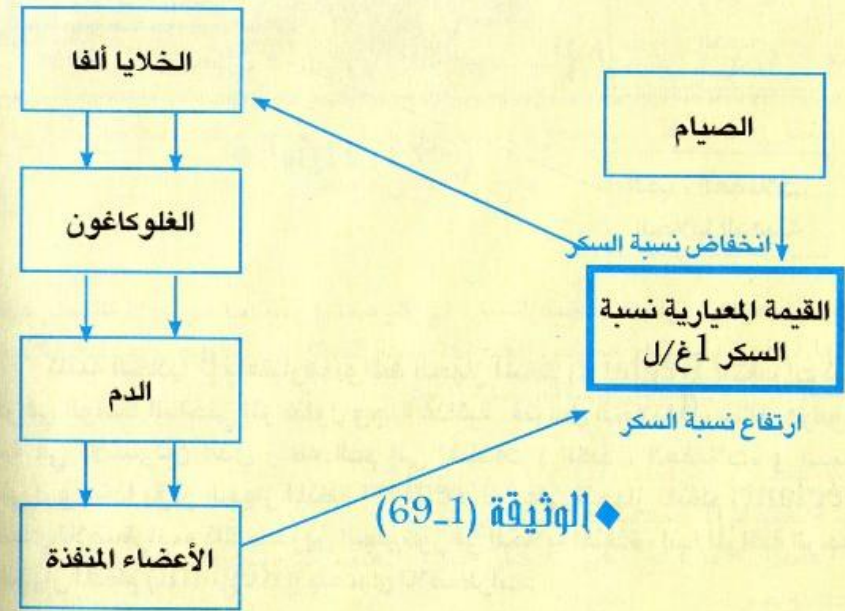 الخلايا ألفا
الصيام
الغلوكاغون
انخفاض نسبة السكر
القيمة المعيارية نسبة
السكر 1غ/ل
الدم
ارتفاع نسبة السكر
◆الوثيقة (1ـ69)
الأعضاء المنفذة